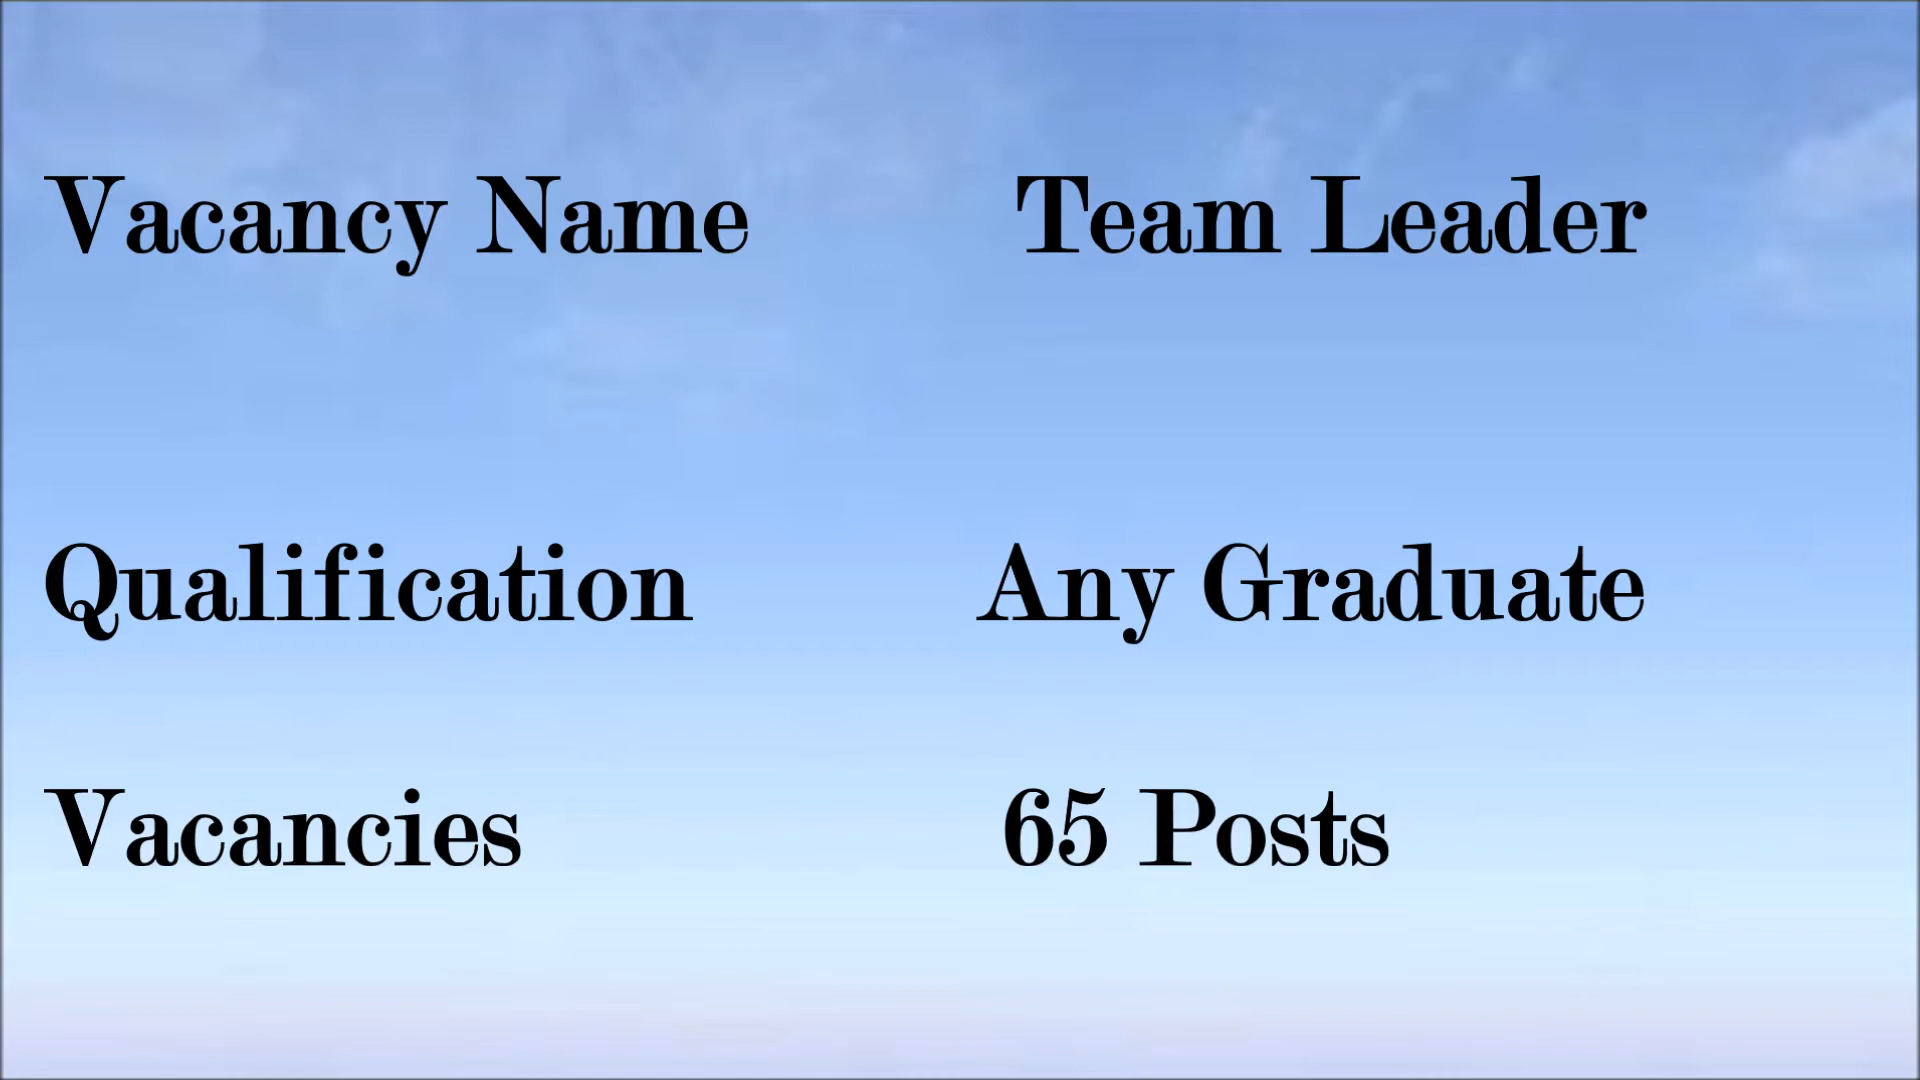 Vacancy Name Team Leader
Qualification Any Graduate
Vacancies 65 Posts